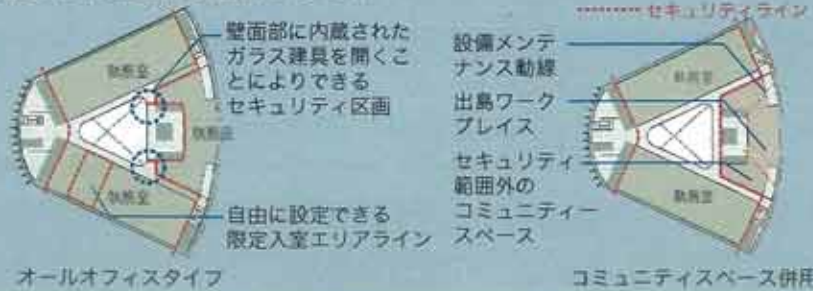 セキュリティライン
壁面部に内蔵された
ガラス建具を開くこ
とによりできる
セキュリティ区画
執務室
執務室
執務室
自由に設定できる
限定入室エリアライン
オールオフィスタイプ
設備メンテ
ナンス動線
出島ワーク
プレイス
セキュリティ
範囲外の
コミュニティー
スペース
執務室
執務室
コミュニティスペース併用